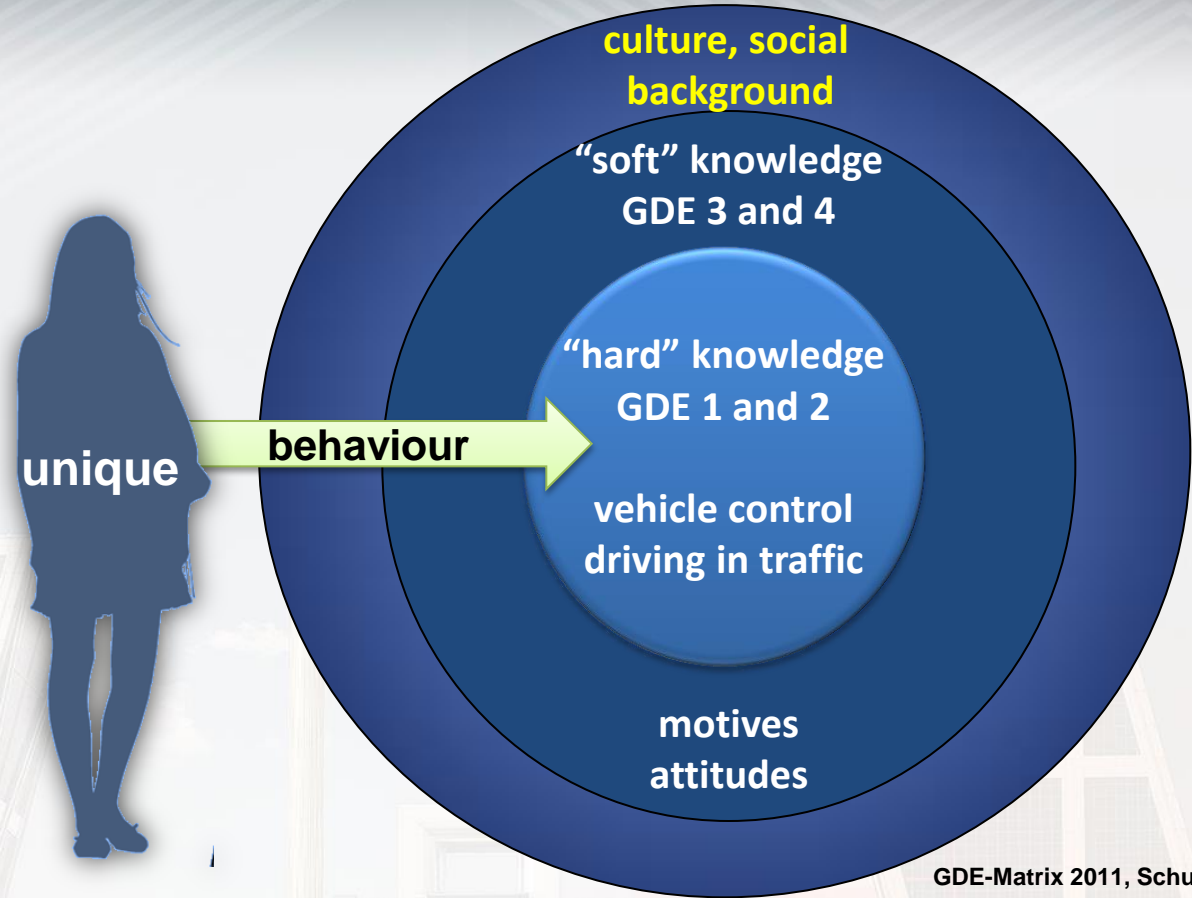 culture, social
background
“soft” knowledge
GDE 3 and 4
“hard” knowledge
GDE 1 and 2
behaviour
unique
vehicle control
driving in traffic
motives
attitudes
GDE-Matrix 2011,